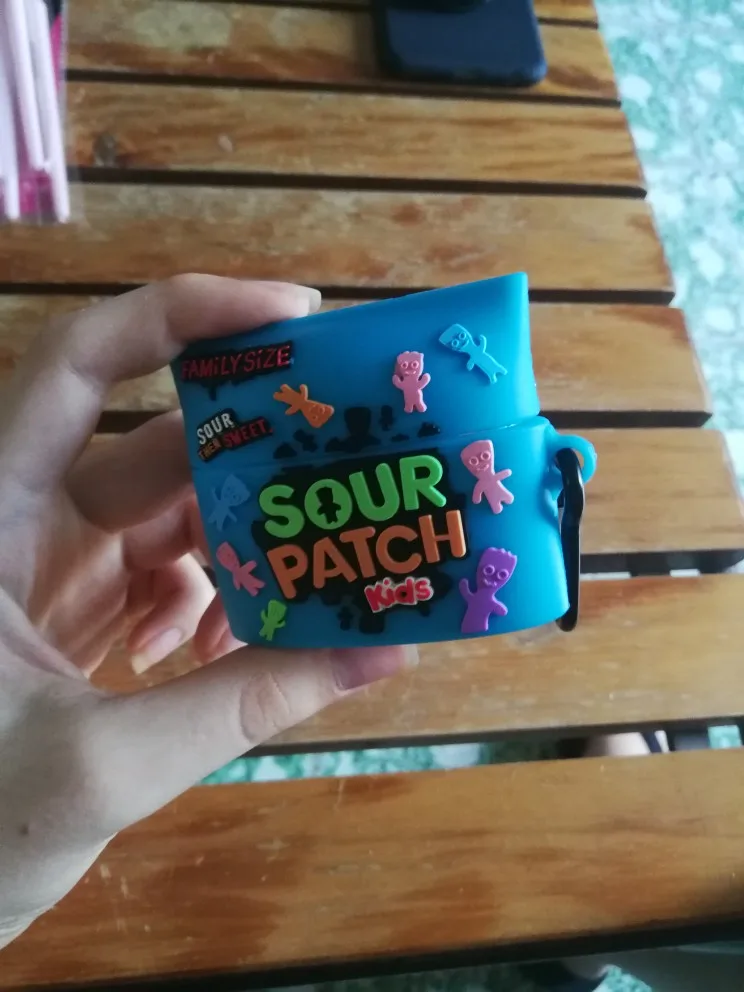 FAMILY SIZE
SOUR
THEN SWEET.
SOUR
PATCH
Kids